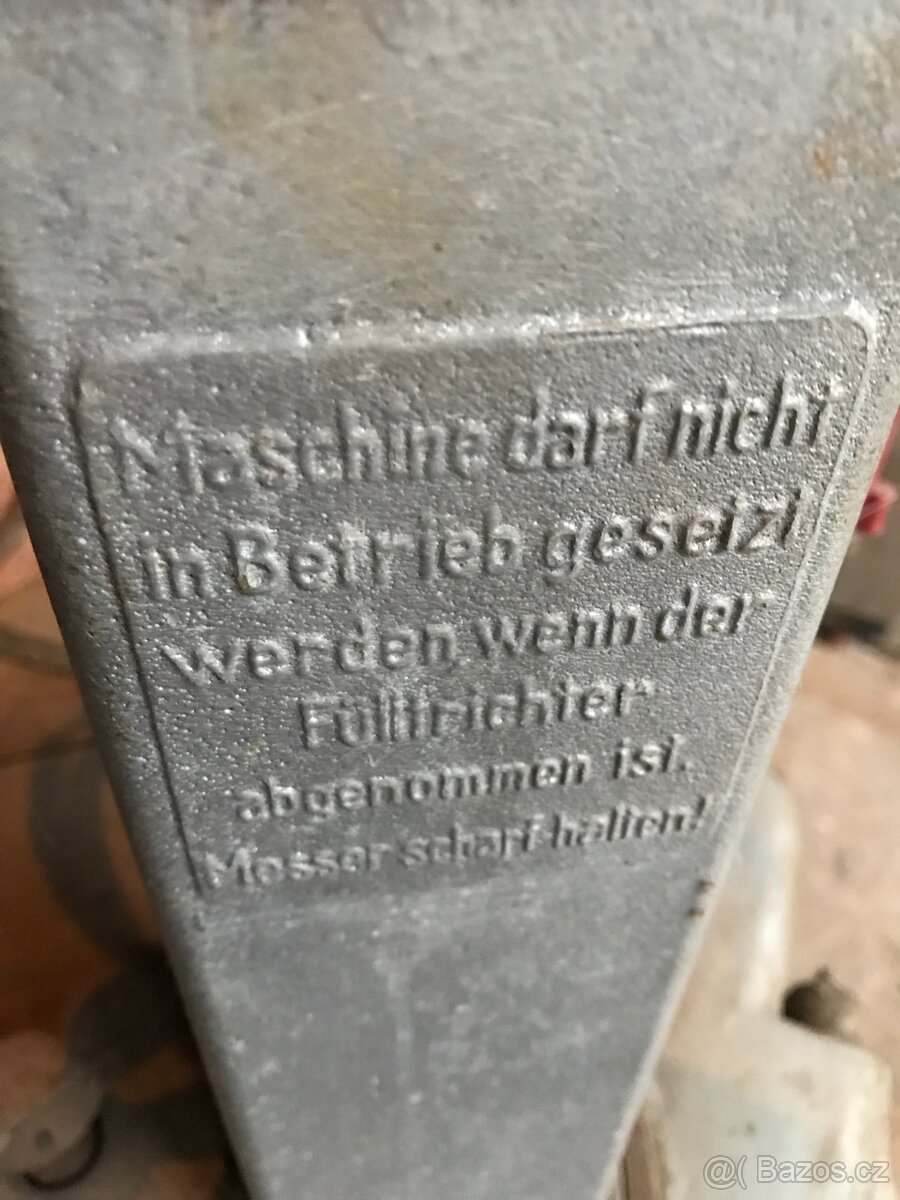 Maschine darf nicht
in Betrieb gesetzt
werden, wenn der
Fülltrichter
abgenommen ist.
Messer scharf halten!
@( Bazos.cz